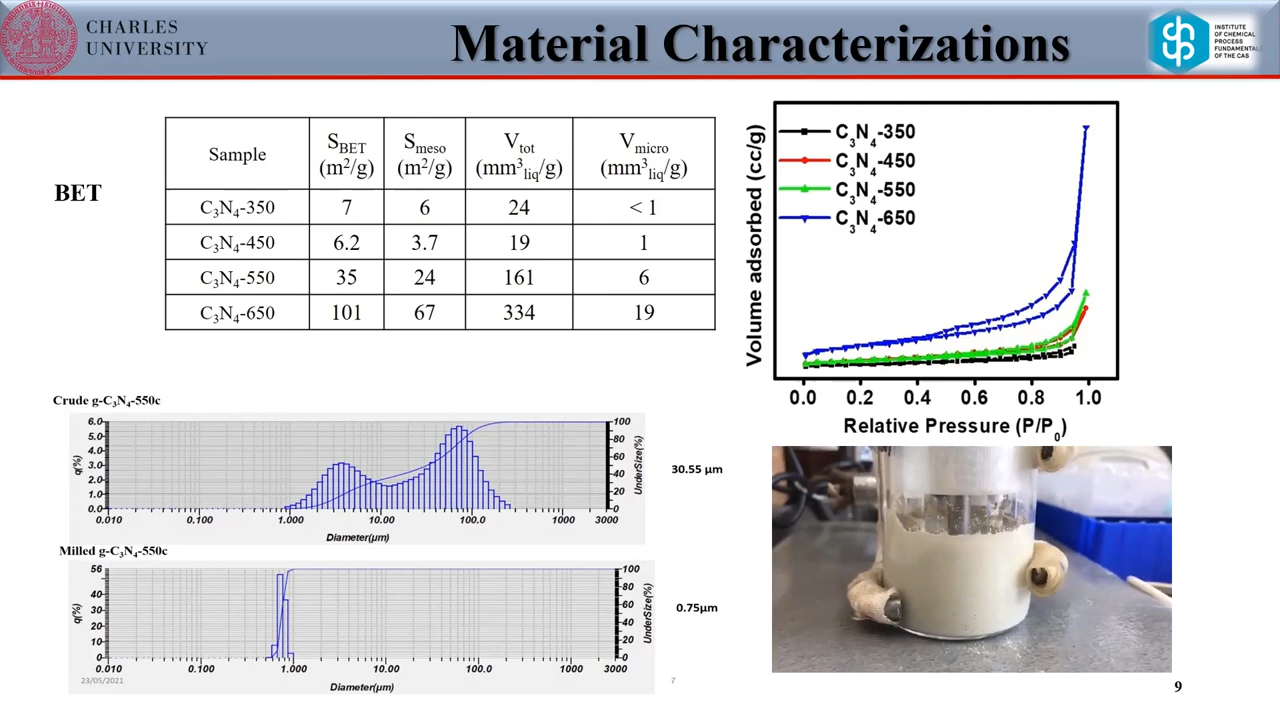 CHARLES
UNIVERSITY
Material Characterizations
INSTITUTE
OF CHEMICAL
PROCESS
FUNDAMENTALS
OF THE CAS
BET
Sample S_BET (m²/g) S_meso (m²/g) V_tot (mm³_liq/g) V_micro (mm³_liq/g)
C₃N₄-350 7 6 24 < 1
C₃N₄-450 6.2 3.7 19 1
C₃N₄-550 35 24 161 6
C₃N₄-650 101 67 334 19
C₃N₄-350
C₃N₄-450
C₃N₄-550
C₃N₄-650
Volume adsorbed (cc/g)
0.0 0.2 0.4 0.6 0.8 1.0
Relative Pressure (P/P₀)
Crude g-C₃N₄-550c
q(%)
6.0
5.0
4.0
3.0
2.0
1.0
0.0
100
80
60
40
20
0
UnderSize(%)
0.010 0.100 1.000 10.00 100.0 1000 3000
Diameter(µm)
30.55 µm
Milled g-C₃N₄-550c
q(%)
56
40
30
20
10
0
100
80
60
40
20
0
UnderSize(%)
0.010 0.100 1.000 10.00 100.0 1000 3000
Diameter(µm)
0.75µm
23/05/2021
7
9